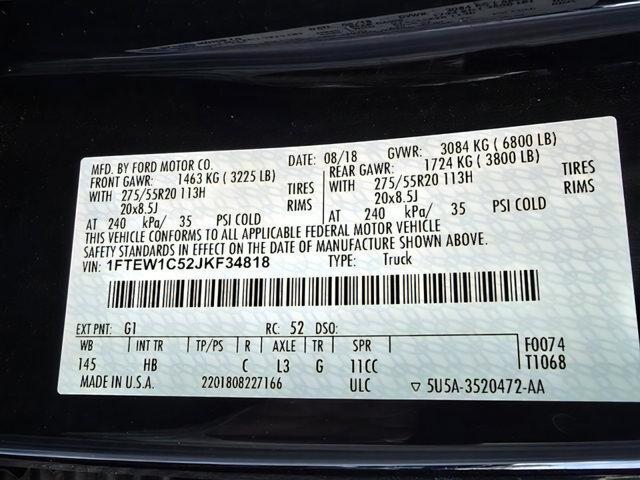 MFD. BY FORD MOTOR CO. DATE: 08/18 GVWR: 3084 KG ( 6800 LB)
FRONT GAWR: 1463 KG ( 3225 LB) REAR GAWR: 1724 KG ( 3800 LB)
WITH 275/55R20 113H TIRES WITH 275/55R20 113H TIRES
20x8.5J RIMS 20x8.5J RIMS
AT 240 kPa/ 35 PSI COLD AT 240 kPa/ 35 PSI COLD
THIS VEHICLE CONFORMS TO ALL APPLICABLE FEDERAL MOTOR VEHICLE
SAFETY STANDARDS IN EFFECT ON THE DATE OF MANUFACTURE SHOWN ABOVE.
VIN: 1FTEW1C52JKF34818 TYPE: Truck
EXT PNT: G1 RC: 52 DSO:
WB INT TR TP/PS R AXLE TR SPR F0074
145 HB C L3 G 11CC T1068
MADE IN U.S.A. 2201808227166 ULC ▽ 5U5A-3520472-AA